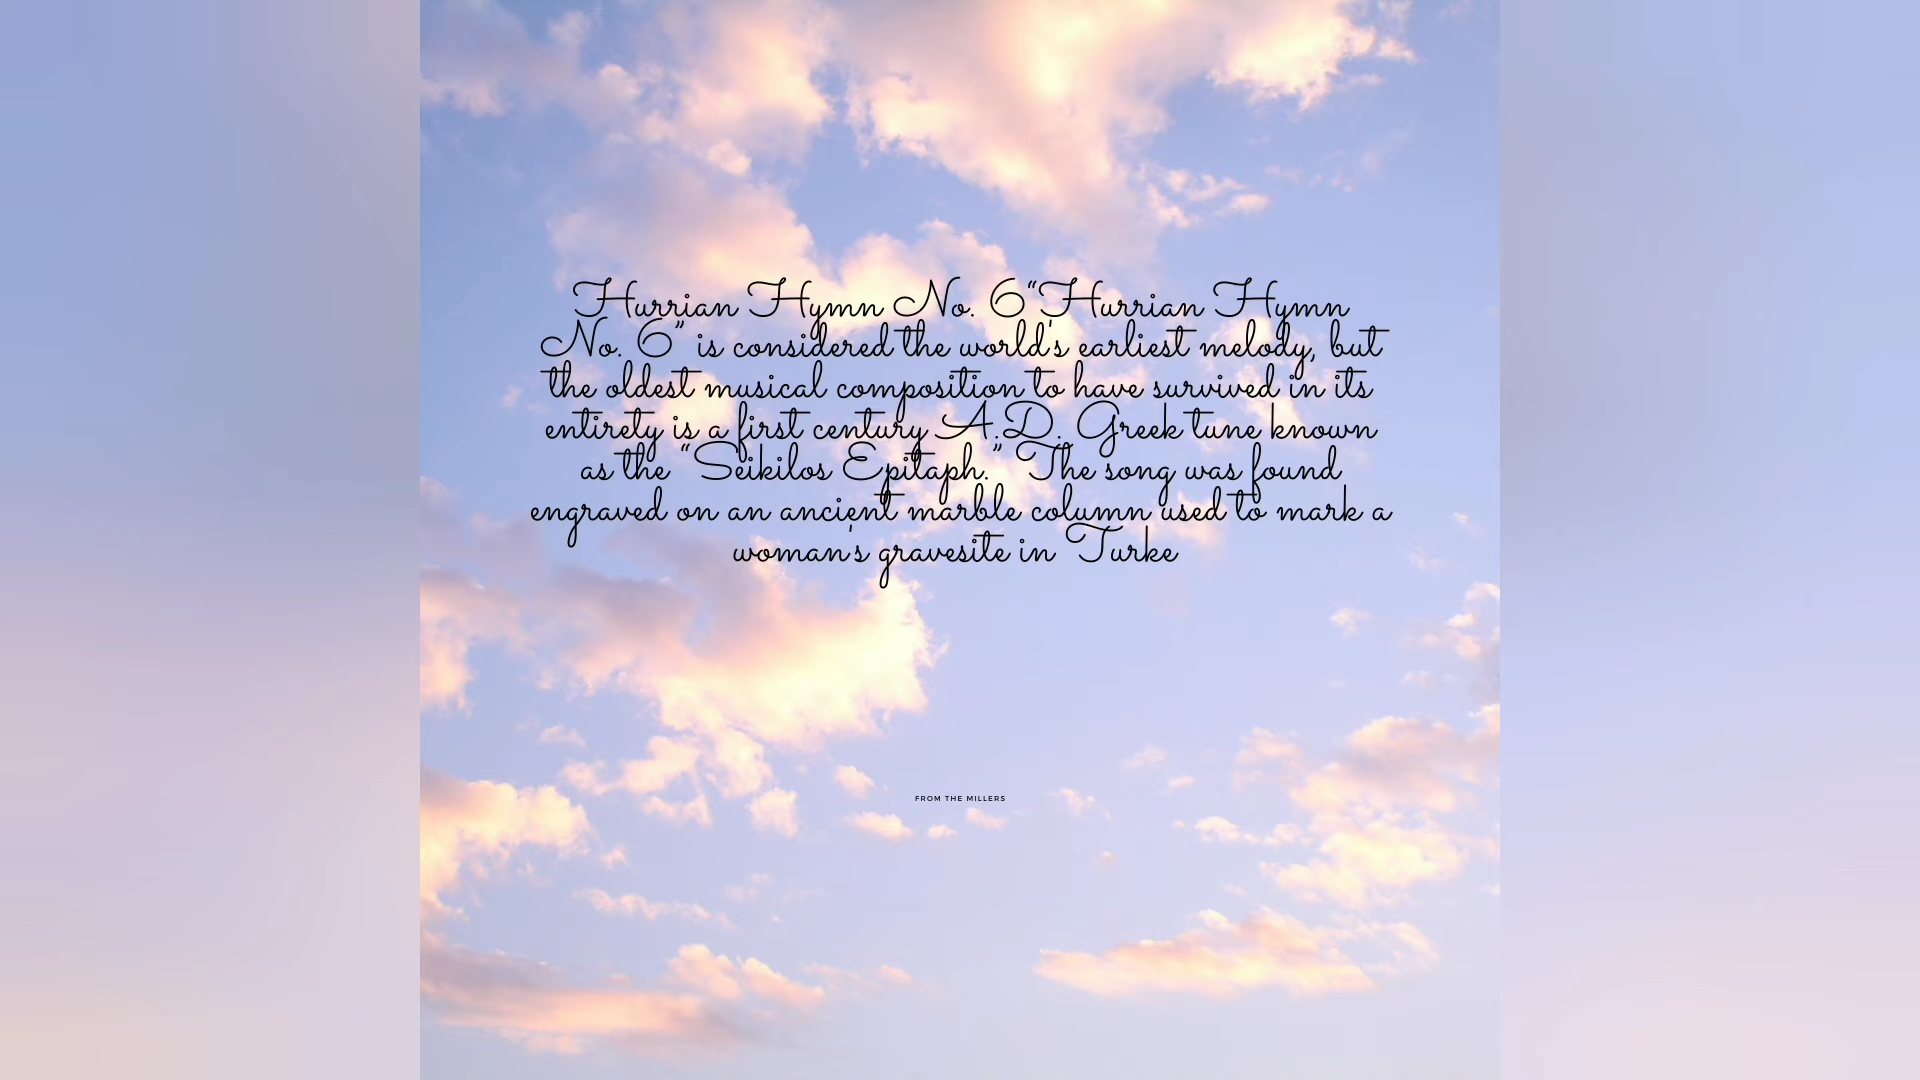 Hurrian Hymn No. 6“Hurrian Hymn
No. 6” is considered the world's earliest melody, but
the oldest musical composition to have survived in its
entirety is a first century A.D. Greek tune known
as the “Seikilos Epitaph.” The song was found
engraved on an ancient marble column used to mark a
woman's gravesite in Turke
FROM THE MILLERS